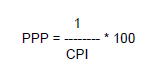 1
PPP = -------- * 100
CPI